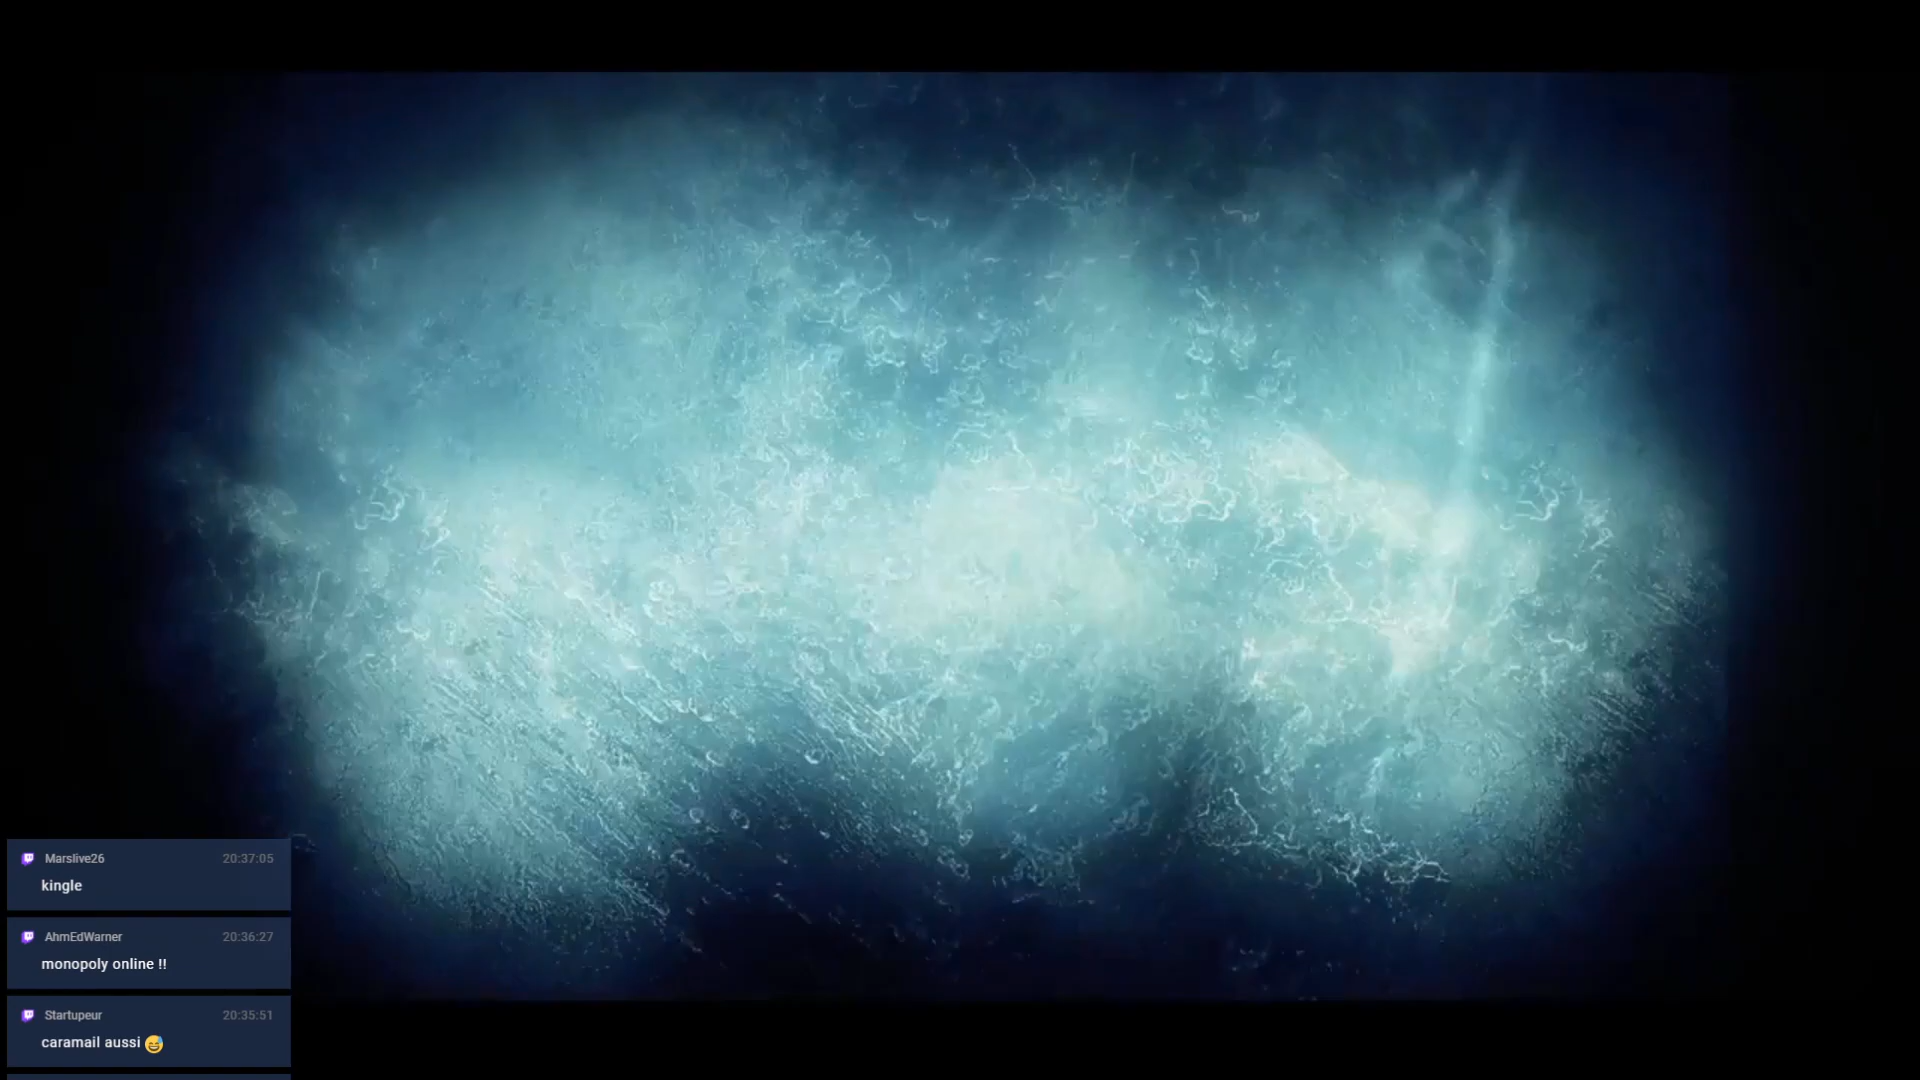 Marslive26 20:37:05
kingle
AhmEdWarner 20:36:27
monopoly online !!
Startupeur 20:35:51
caramail aussi 😅